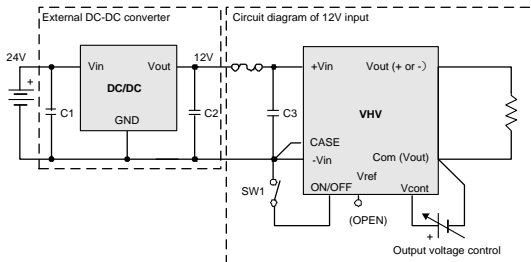 External DC-DC converter
Circuit diagram of 12V input
24V
12V
Vin
Vout
DC/DC
GND
C1
C2
C3
+
+Vin
Vout (+ or -)
VHV
CASE
-Vin
Com (Vout)
ON/OFF
Vref
Vcont
SW1
(OPEN)
+
Output voltage control